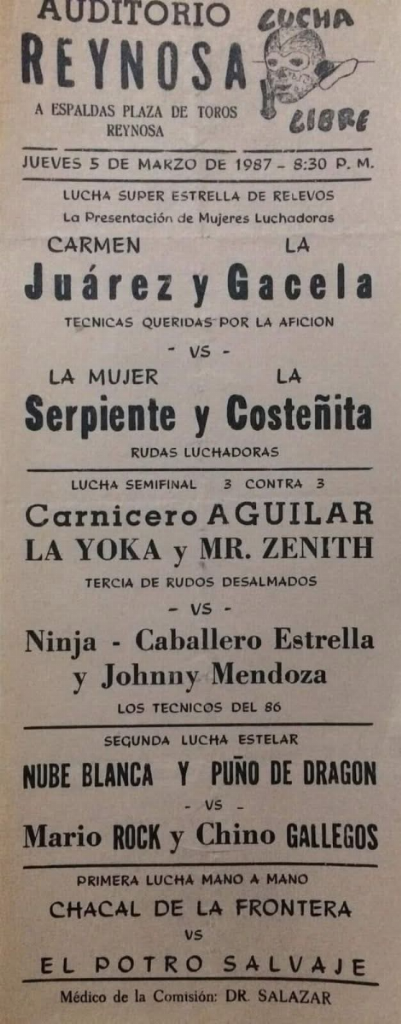 AUDITORIO
REYNOSA
LUCHA
LIBRE
A ESPALDAS PLAZA DE TOROS
REYNOSA
JUEVES 5 DE MARZO DE 1987 - 8:30 P. M.
LUCHA SUPER ESTRELLA DE RELEVOS
La Presentación de Mujeres Luchadoras
CARMEN LA
Juárez y Gacela
TECNICAS QUERIDAS POR LA AFICION
- VS -
LA MUJER LA
Serpiente y Costeñita
RUDAS LUCHADORAS
LUCHA SEMIFINAL 3 CONTRA 3
Carnicero AGUILAR
LA YOKA y MR. ZENITH
TERCIA DE RUDOS DESALMADOS
- VS -
Ninja - Caballero Estrella
y Johnny Mendoza
LOS TECNICOS DEL 86
SEGUNDA LUCHA ESTELAR
NUBE BLANCA Y PUÑO DE DRAGON
- VS -
Mario ROCK y Chino GALLEGOS
PRIMERA LUCHA MANO A MANO
CHACAL DE LA FRONTERA
VS
EL POTRO SALVAJE
Médico de la Comisión: DR. SALAZAR